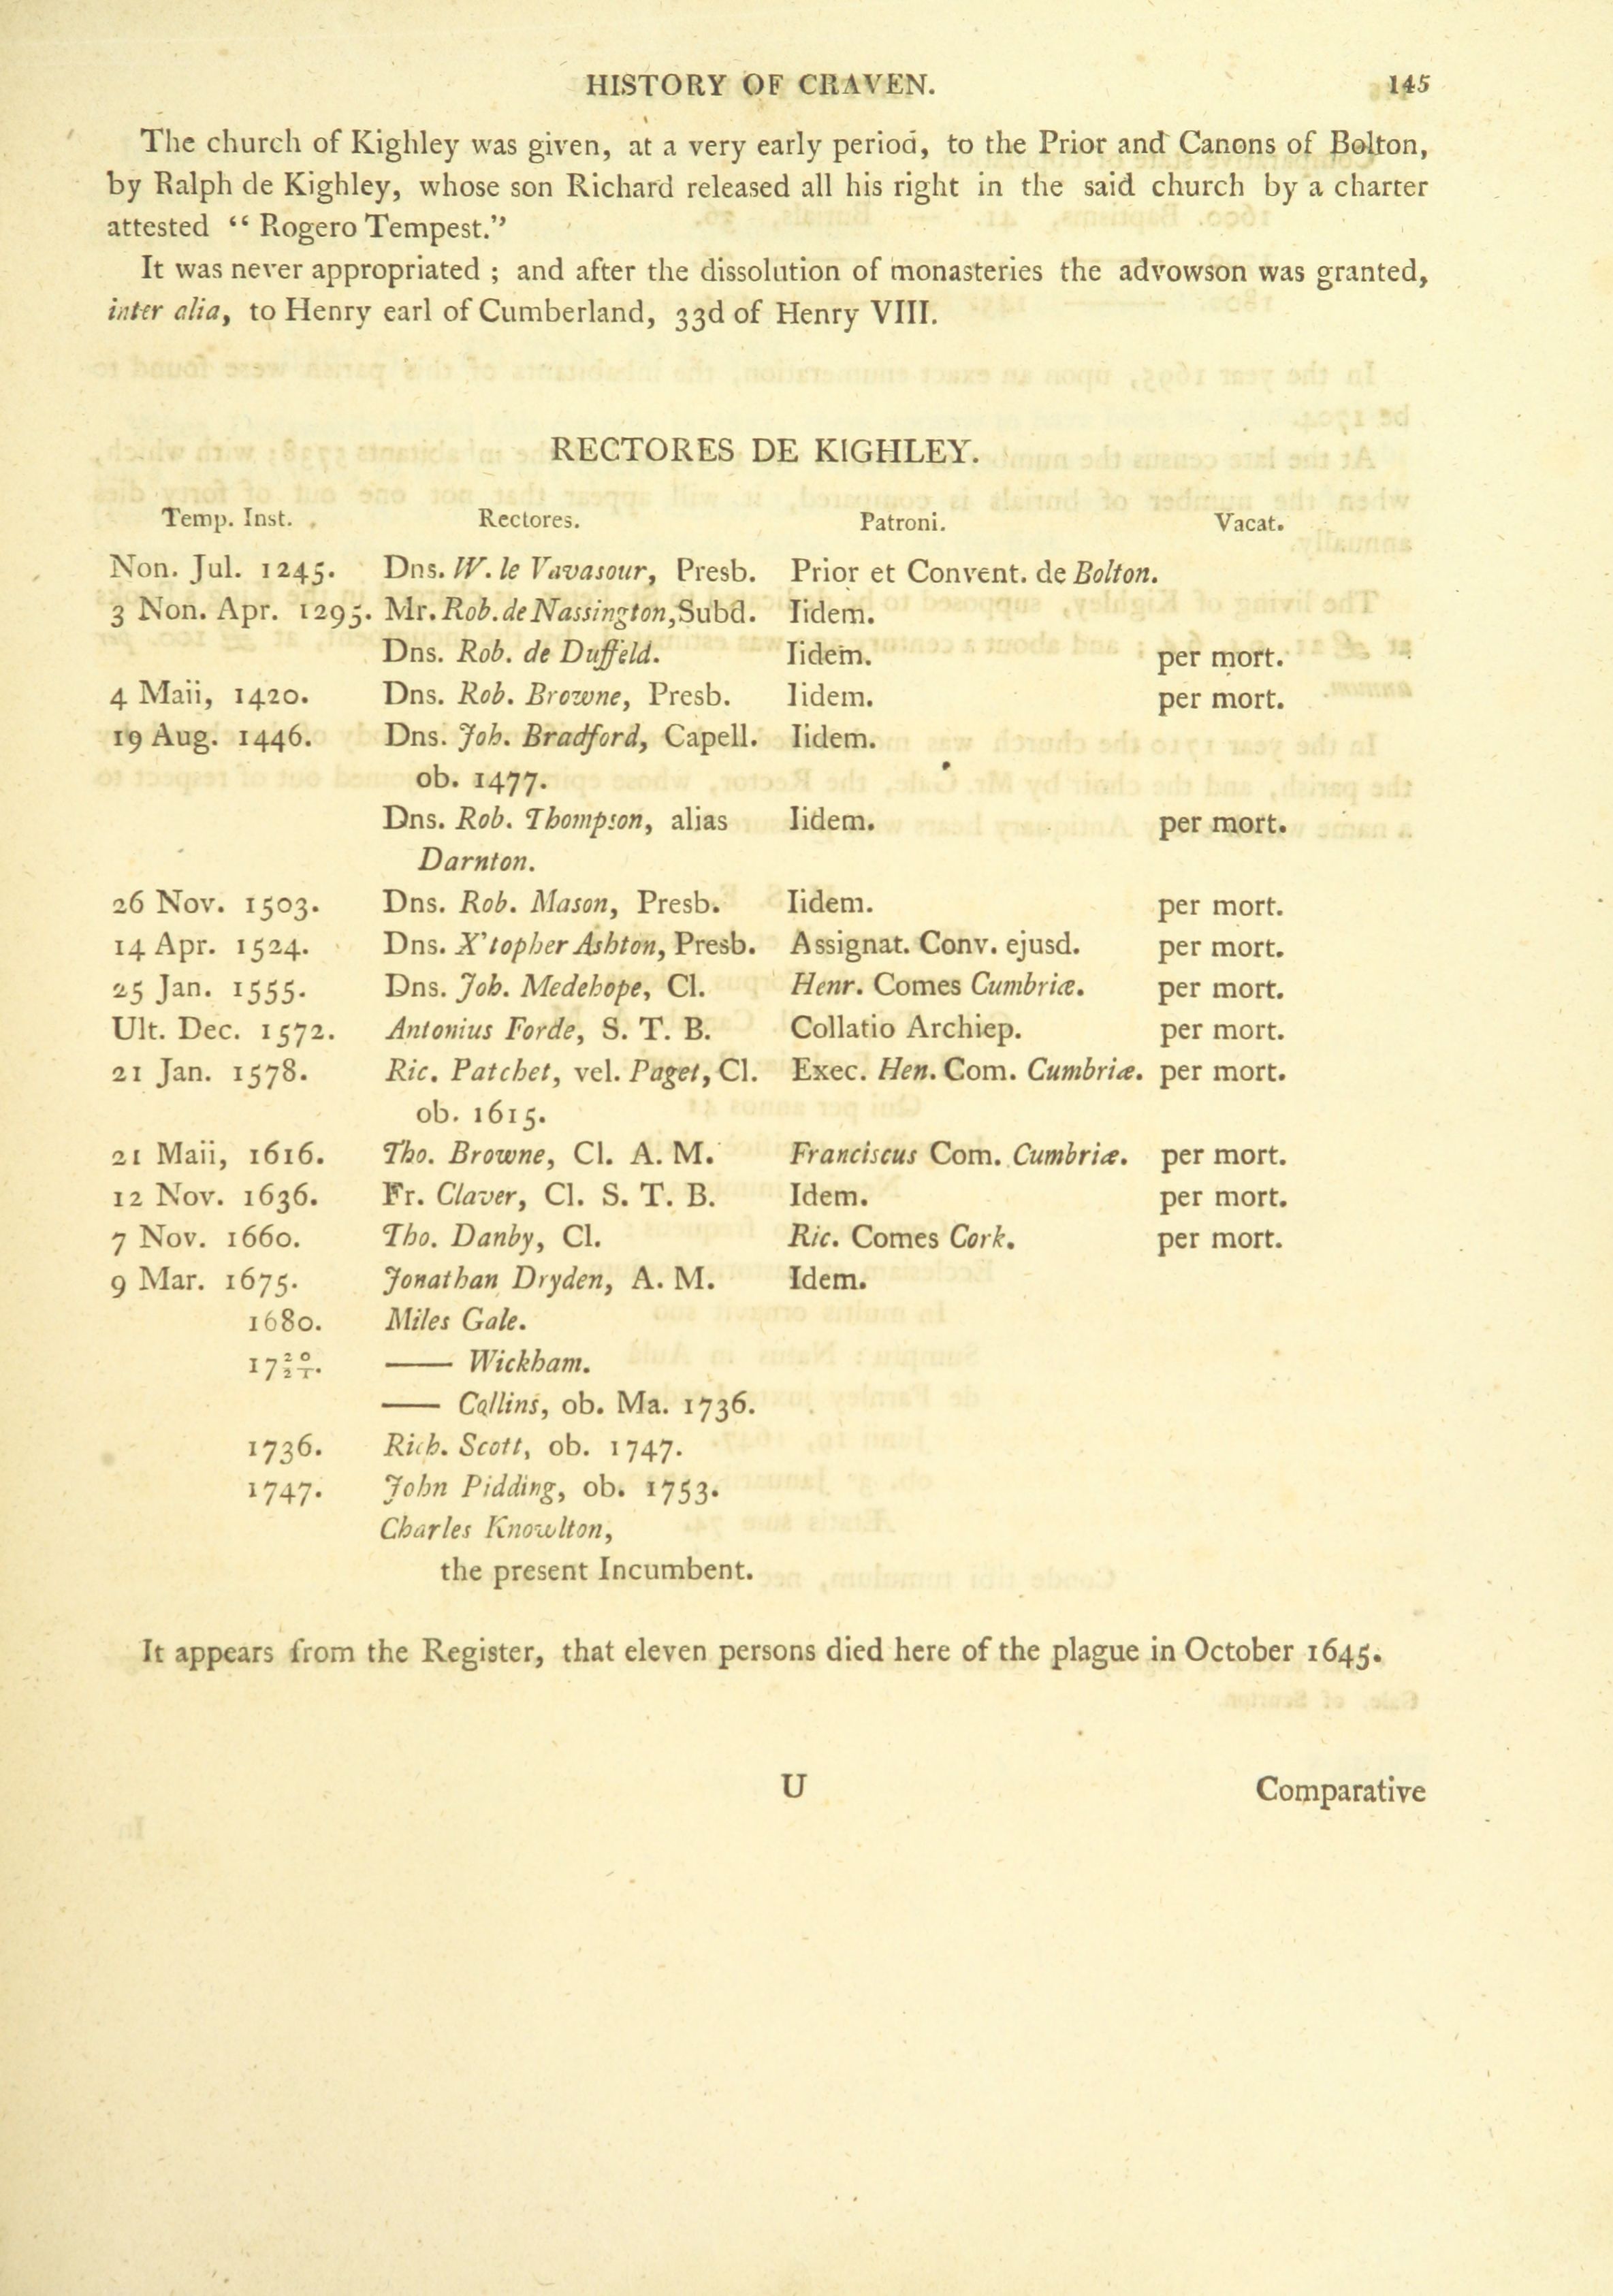 HISTORY OF CRAVEN. 145
The church of Kighley was given, at a very early period, to the Prior and Canons of Bolton,
by Ralph de Kighley, whose son Richard released all his right in the said church by a charter
attested “ Rogero Tempest.”
It was never appropriated ; and after the dissolution of monasteries the advowson was granted,
inter alia, to Henry earl of Cumberland, 33d of Henry VIII.
RECTORES DE KIGHLEY.
Temp. Inst. Rectores. Patroni. Vacat.
Non. Jul. 1245. Dns. W. le Vavasour, Presb. Prior et Convent. de Bolton.
3 Non. Apr. 1295. Mr. Rob. de Nassington, Subd. Iidem.
Dns. Rob. de Duffeld. Iidem. per mort.
4 Maii, 1420. Dns. Rob. Browne, Presb. Iidem. per mort.
19 Aug. 1446. Dns. Joh. Bradford, Capell. Iidem.
ob. 1477.
Dns. Rob. Thompson, alias Iidem. per mort.
Darnton.
26 Nov. 1503. Dns. Rob. Mason, Presb. Iidem. per mort.
14 Apr. 1524. Dns. X'topher Ashton, Presb. Assignat. Conv. ejusd. per mort.
25 Jan. 1555. Dns. Joh. Medehope, Cl. Henr. Comes Cumbriæ. per mort.
Ult. Dec. 1572. Antonius Forde, S. T. B. Collatio Archiep. per mort.
21 Jan. 1578. Ric. Patchet, vel. Paget, Cl. Exec. Hen. Com. Cumbriæ. per mort.
ob. 1615.
21 Maii, 1616. Tho. Browne, Cl. A. M. Franciscus Com. Cumbriæ. per mort.
12 Nov. 1636. Fr. Claver, Cl. S. T. B. Idem. per mort.
7 Nov. 1660. Tho. Danby, Cl. Ric. Comes Cork. per mort.
9 Mar. 1675. Jonathan Dryden, A. M. Idem.
1680. Miles Gale.
17 20/21. —— Wickham.
—— Collins, ob. Ma. 1736.
1736. Rich. Scott, ob. 1747.
1747. John Pidding, ob. 1753.
Charles Knowlton,
the present Incumbent.
It appears from the Register, that eleven persons died here of the plague in October 1645.
U Comparative